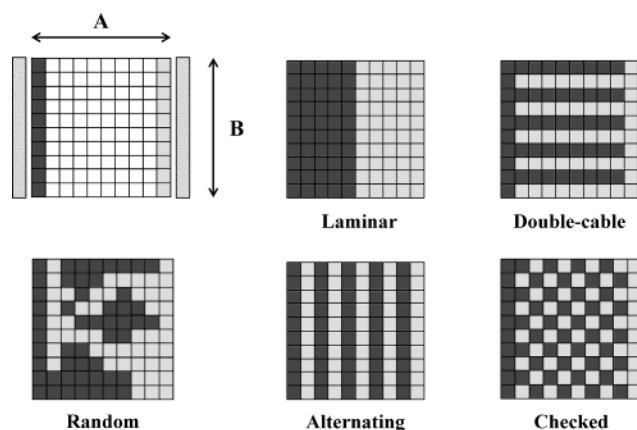 A
B
Laminar
Double-cable
Random
Alternating
Checked